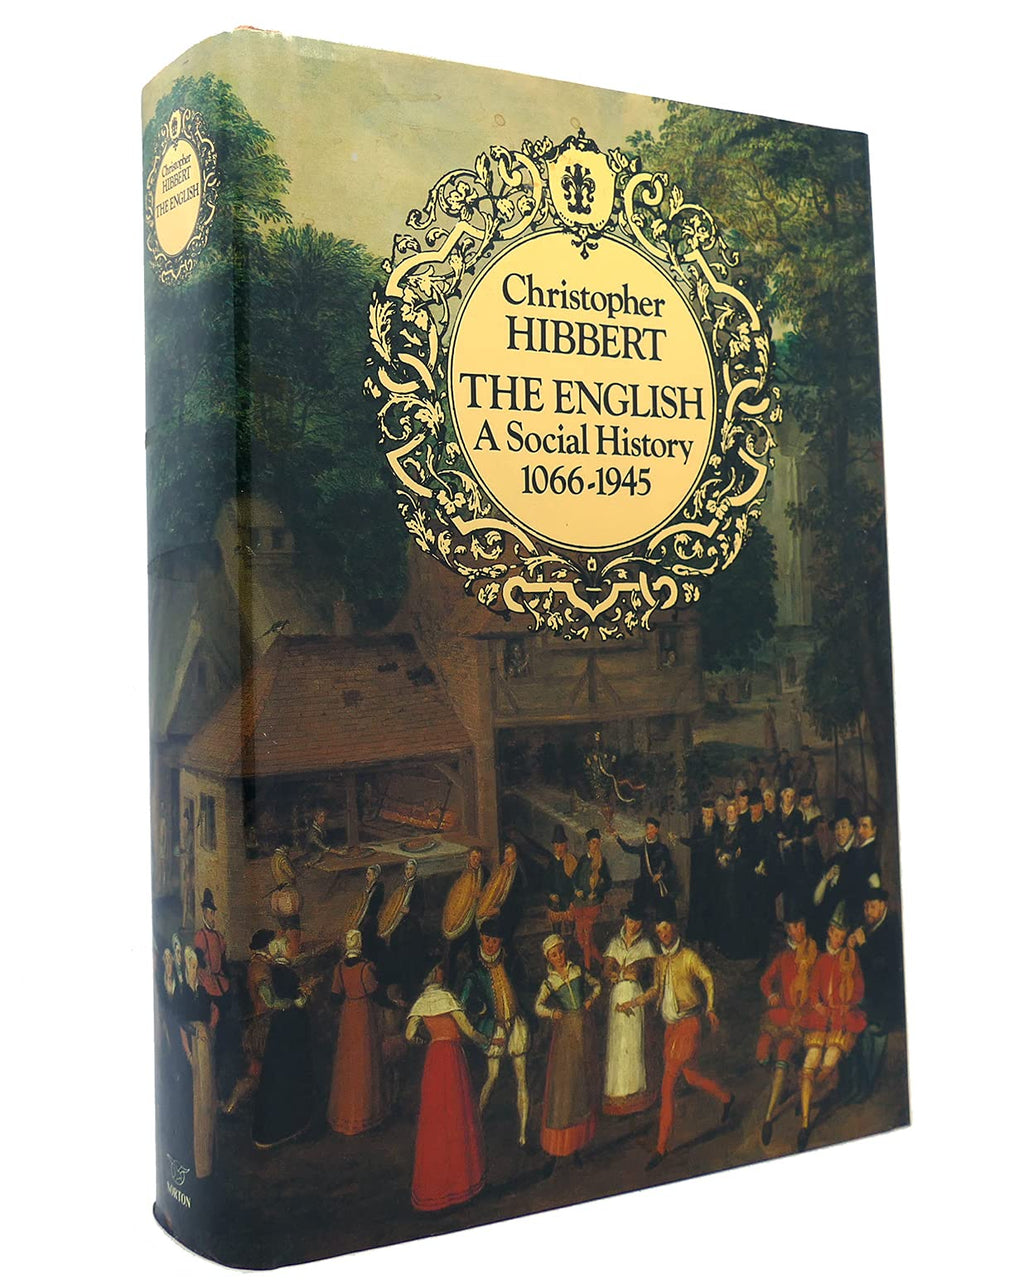 Christopher
HIBBERT
THE ENGLISH
Christopher
HIBBERT
THE ENGLISH
A Social History
1066-1945
NORTON